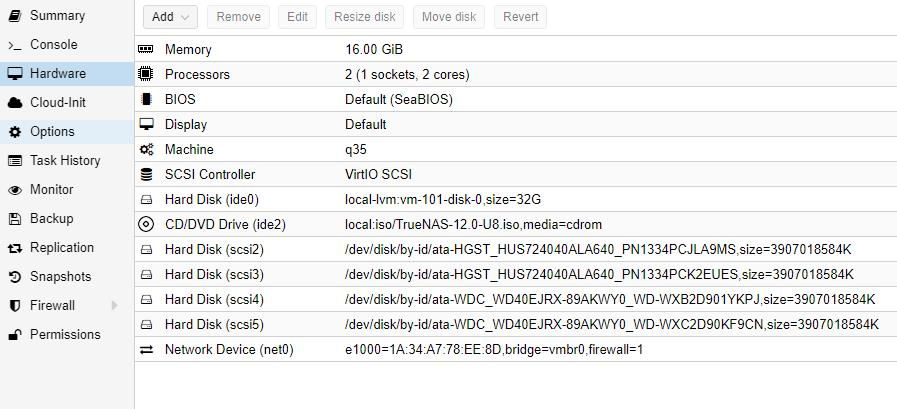 Summary
Console
Hardware
Cloud-Init
Options
Task History
Monitor
Backup
Replication
Snapshots
Firewall
Permissions
Add Remove Edit Resize disk Move disk Revert
Memory 16.00 GiB
Processors 2 (1 sockets, 2 cores)
BIOS Default (SeaBIOS)
Display Default
Machine q35
SCSI Controller VirtIO SCSI
Hard Disk (ide0) local-lvm:vm-101-disk-0,size=32G
CD/DVD Drive (ide2) local:iso/TrueNAS-12.0-U8.iso,media=cdrom
Hard Disk (scsi2) /dev/disk/by-id/ata-HGST_HUS724040ALA640_PN1334PCJLA9MS,size=3907018584K
Hard Disk (scsi3) /dev/disk/by-id/ata-HGST_HUS724040ALA640_PN1334PCK2EUES,size=3907018584K
Hard Disk (scsi4) /dev/disk/by-id/ata-WDC_WD40EJRX-89AKWY0_WD-WXB2D901YKPJ,size=3907018584K
Hard Disk (scsi5) /dev/disk/by-id/ata-WDC_WD40EJRX-89AKWY0_WD-WXC2D90KF9CN,size=3907018584K
Network Device (net0) e1000=1A:34:A7:78:EE:8D,bridge=vmbr0,firewall=1